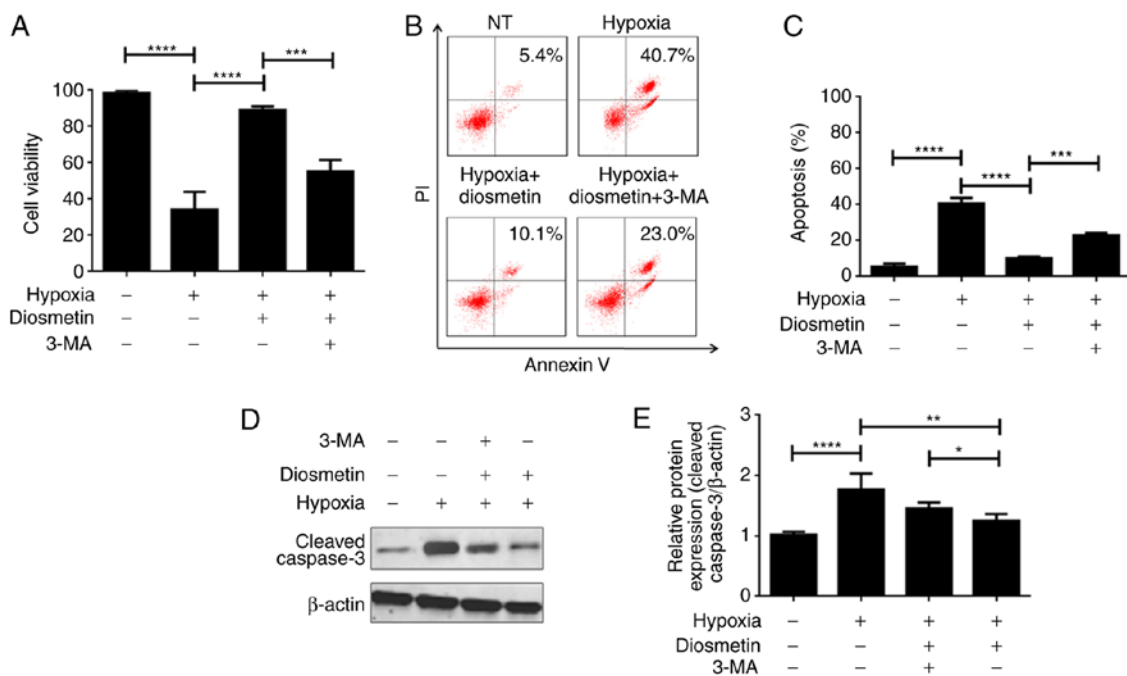 A
****
****
***
100
80
60
40
20
0
Cell viability
Hypoxia – + + +
Diosmetin – – + +
3-MA – – – +
B
NT
Hypoxia
5.4%
40.7%
Hypoxia+
diosmetin
Hypoxia+
diosmetin+3-MA
10.1%
23.0%
PI
Annexin V
C
100
80
60
40
20
0
Apoptosis (%)
****
****
***
Hypoxia – + + +
Diosmetin – – + +
3-MA – – – +
D
3-MA – – + –
Diosmetin – – + +
Hypoxia – + + +
Cleaved
caspase-3
β-actin
E
3
2
1
0
Relative protein
expression (cleaved
caspase-3/β-actin)
****
**
*
Hypoxia – + + +
Diosmetin – – + +
3-MA – – + –